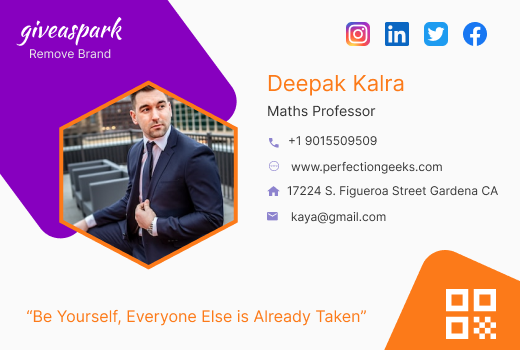 giveaspark
Remove Brand
Deepak Kalra
Maths Professor
+1 9015509509
www.perfectiongeeks.com
17224 S. Figueroa Street Gardena CA
kaya@gmail.com
“Be Yourself, Everyone Else is Already Taken”